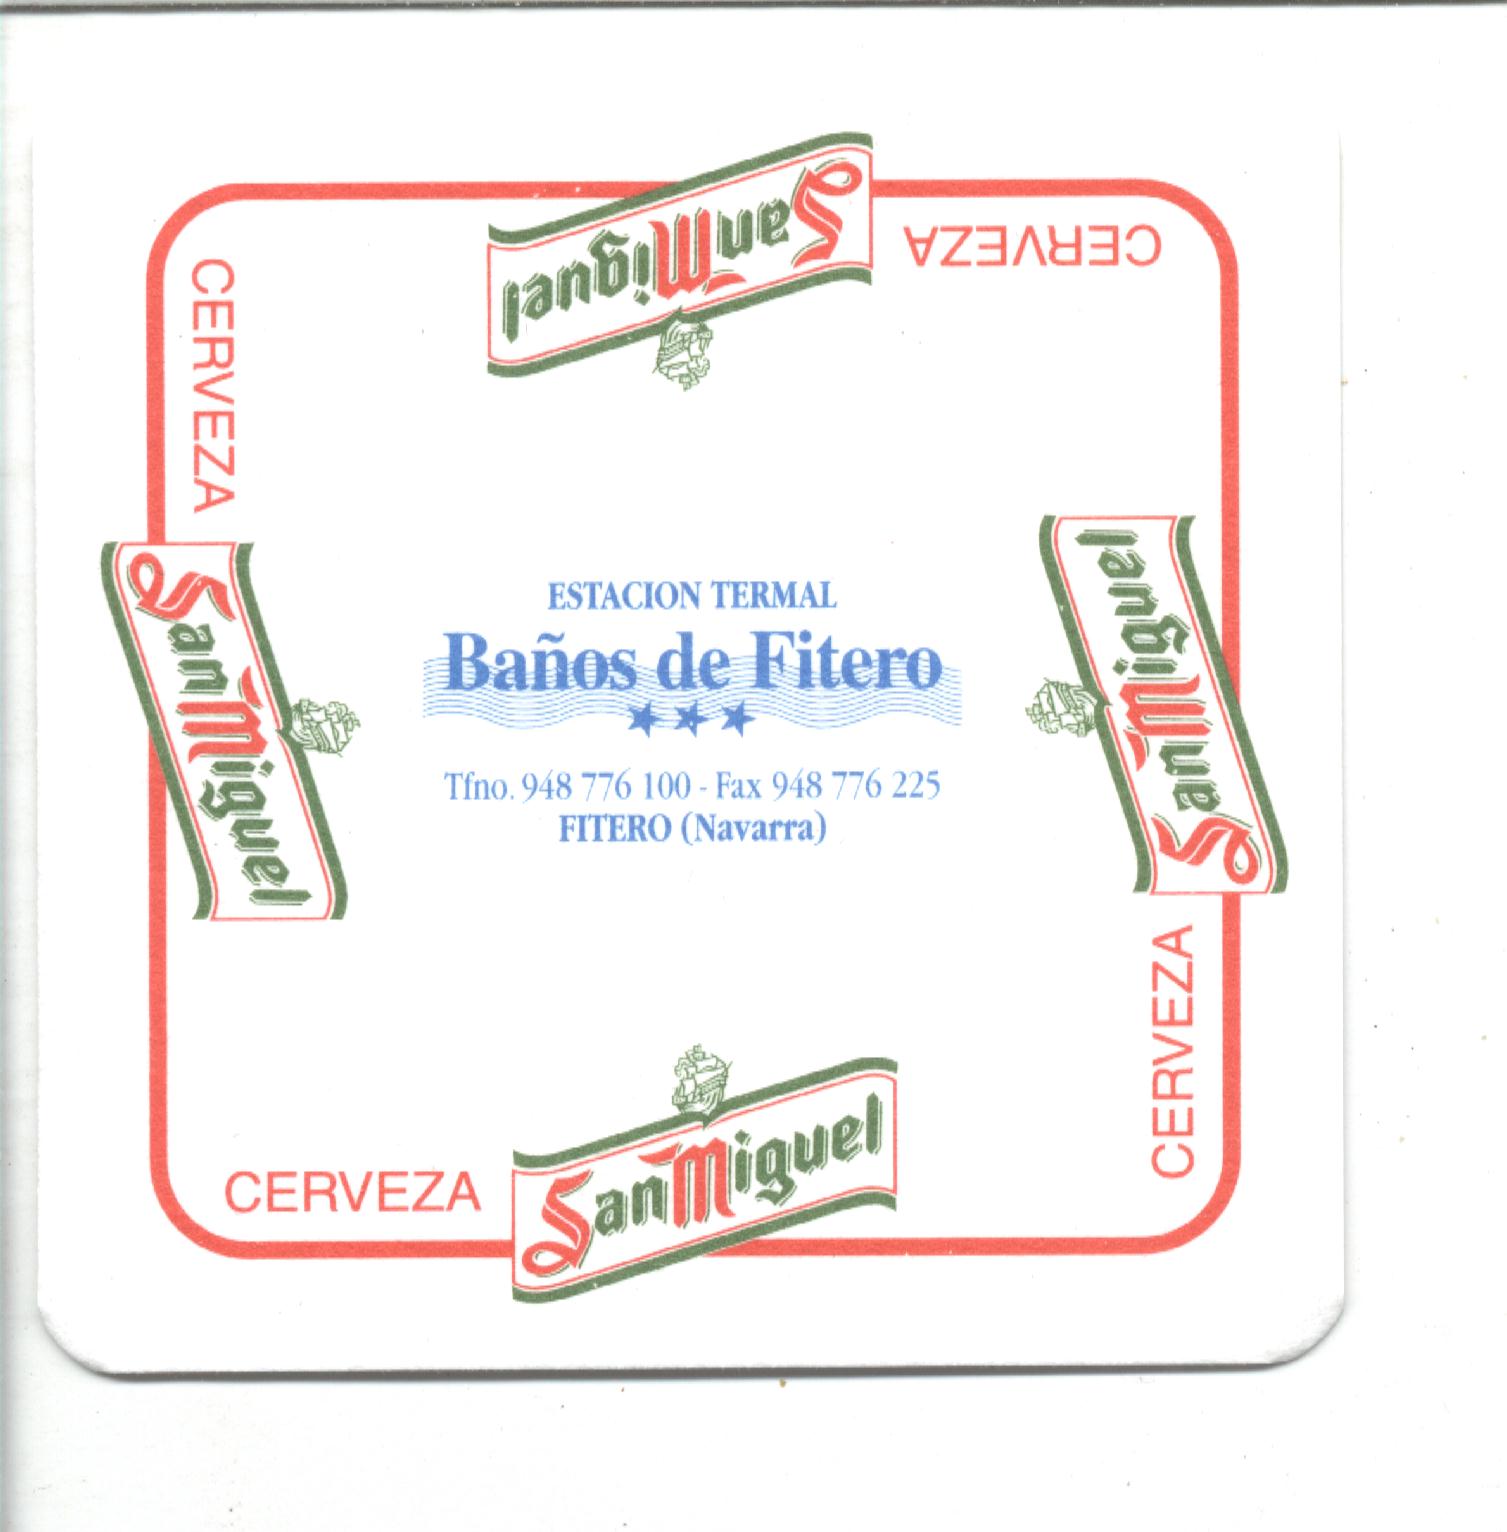 CERVEZA
San Miguel
CERVEZA
San Miguel
ESTACION TERMAL
Baños de Fitero
Tfno. 948 776 100 - Fax 948 776 225
FITERO (Navarra)
San Miguel
CERVEZA
CERVEZA
San Miguel